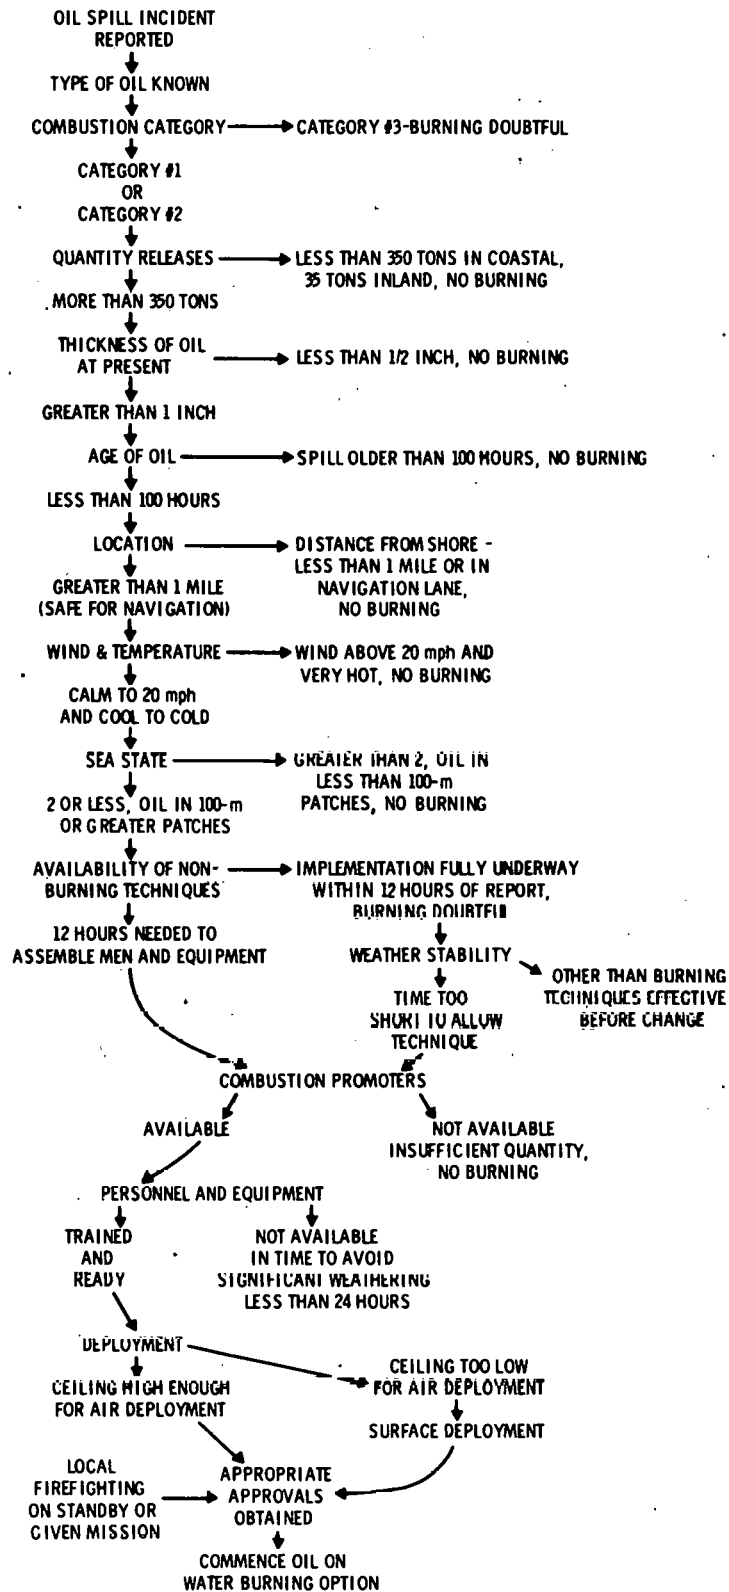 OIL SPILL INCIDENT
REPORTED
TYPE OF OIL KNOWN
COMBUSTION CATEGORY
CATEGORY #3-BURNING DOUBTFUL
CATEGORY #1
OR
CATEGORY #2
QUANTITY RELEASES
LESS THAN 350 TONS IN COASTAL,
35 TONS INLAND, NO BURNING
MORE THAN 350 TONS
THICKNESS OF OIL
AT PRESENT
LESS THAN 1/2 INCH, NO BURNING
GREATER THAN 1 INCH
AGE OF OIL
SPILL OLDER THAN 100 HOURS, NO BURNING
LESS THAN 100 HOURS
LOCATION
DISTANCE FROM SHORE -
LESS THAN 1 MILE OR IN
NAVIGATION LANE,
NO BURNING
GREATER THAN 1 MILE
(SAFE FOR NAVIGATION)
WIND & TEMPERATURE
WIND ABOVE 20 mph AND
VERY HOT, NO BURNING
CALM TO 20 mph
AND COOL TO COLD
SEA STATE
GREATER THAN 2, OIL IN
LESS THAN 100-m
PATCHES, NO BURNING
2 OR LESS, OIL IN 100-m
OR GREATER PATCHES
AVAILABILITY OF NON-
BURNING TECHNIQUES
IMPLEMENTATION FULLY UNDERWAY
WITHIN 12 HOURS OF REPORT,
BURNING DOUBTFUL
12 HOURS NEEDED TO
ASSEMBLE MEN AND EQUIPMENT
WEATHER STABILITY
OTHER THAN BURNING
TECHNIQUES EFFECTIVE
BEFORE CHANGE
TIME TOO
SHORT TO ALLOW
TECHNIQUE
COMBUSTION PROMOTERS
AVAILABLE
NOT AVAILABLE
INSUFFICIENT QUANTITY,
NO BURNING
PERSONNEL AND EQUIPMENT
TRAINED
AND
READY
NOT AVAILABLE
IN TIME TO AVOID
SIGNIFICANT WEATHERING
LESS THAN 24 HOURS
DEPLOYMENT
CEILING HIGH ENOUGH
FOR AIR DEPLOYMENT
CEILING TOO LOW
FOR AIR DEPLOYMENT
SURFACE DEPLOYMENT
LOCAL
FIREFIGHTING
ON STANDBY OR
GIVEN MISSION
APPROPRIATE
APPROVALS
OBTAINED
COMMENCE OIL ON
WATER BURNING OPTION